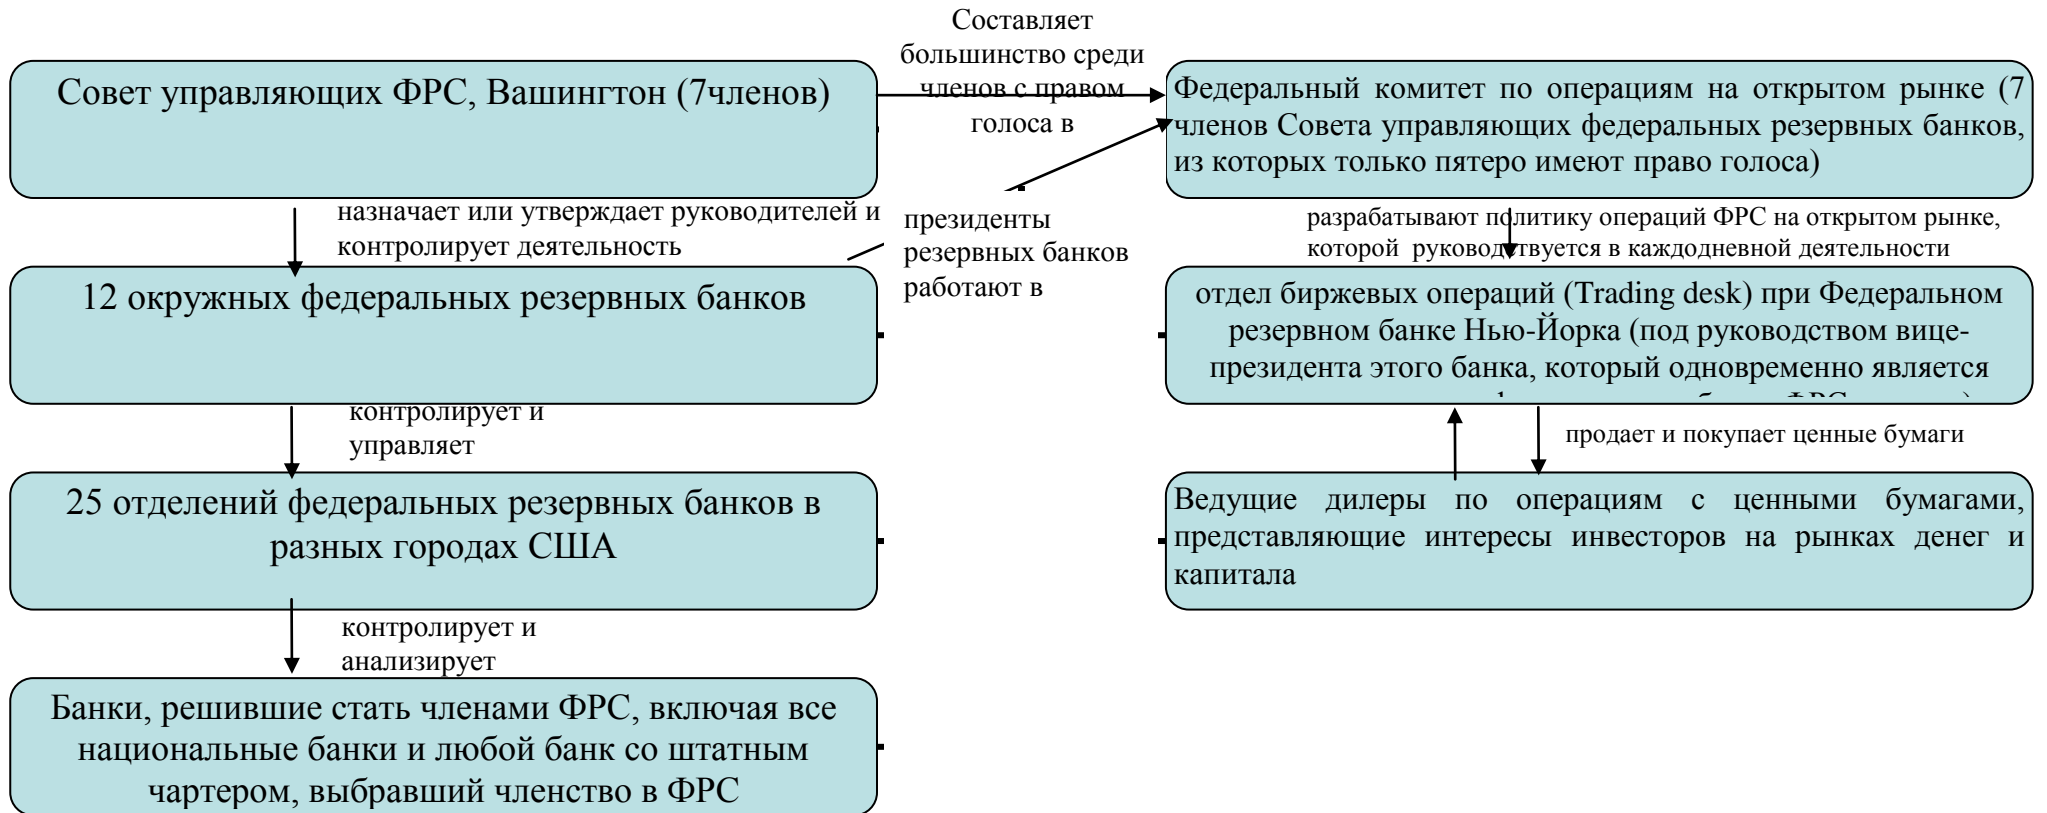 Составляет
большинство среди
членов с правом
голоса в
Совет управляющих ФРС, Вашингтон (7членов)
Федеральный комитет по операциям на открытом рынке (7
членов Совета управляющих федеральных резервных банков,
из которых только пятеро имеют право голоса)
назначает или утверждает руководителей и
контролирует деятельность
президенты
резервных банков
работают в
разрабатывают политику операций ФРС на открытом рынке,
которой руководствуется в каждодневной деятельности
12 окружных федеральных резервных банков
отдел биржевых операций (Trading desk) при Федеральном
резервном банке Нью-Йорка (под руководством вице-
президента этого банка, который одновременно является
контролирует и
управляет
продает и покупает ценные бумаги
25 отделений федеральных резервных банков в
разных городах США
Ведущие дилеры по операциям с ценными бумагами,
представляющие интересы инвесторов на рынках денег и
капитала
контролирует и
анализирует
Банки, решившие стать членами ФРС, включая все
национальные банки и любой банк со штатным
чартером, выбравший членство в ФРС